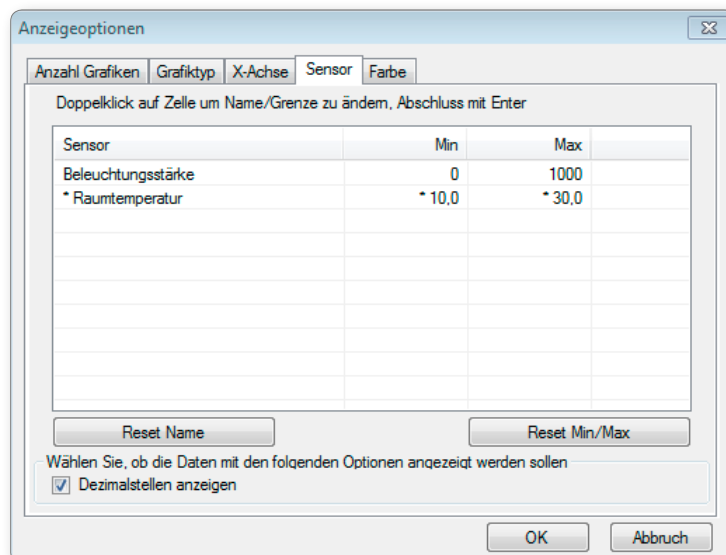 Anzeigeoptionen
Anzahl Grafiken Grafiktyp X-Achse Sensor Farbe
Doppelklick auf Zelle um Name/Grenze zu ändern, Abschluss mit Enter
Sensor Min Max
Beleuchtungsstärke 0 1000
* Raumtemperatur * 10,0 * 30,0
Reset Name Reset Min/Max
Wählen Sie, ob die Daten mit den folgenden Optionen angezeigt werden sollen
Dezimalstellen anzeigen
OK Abbruch